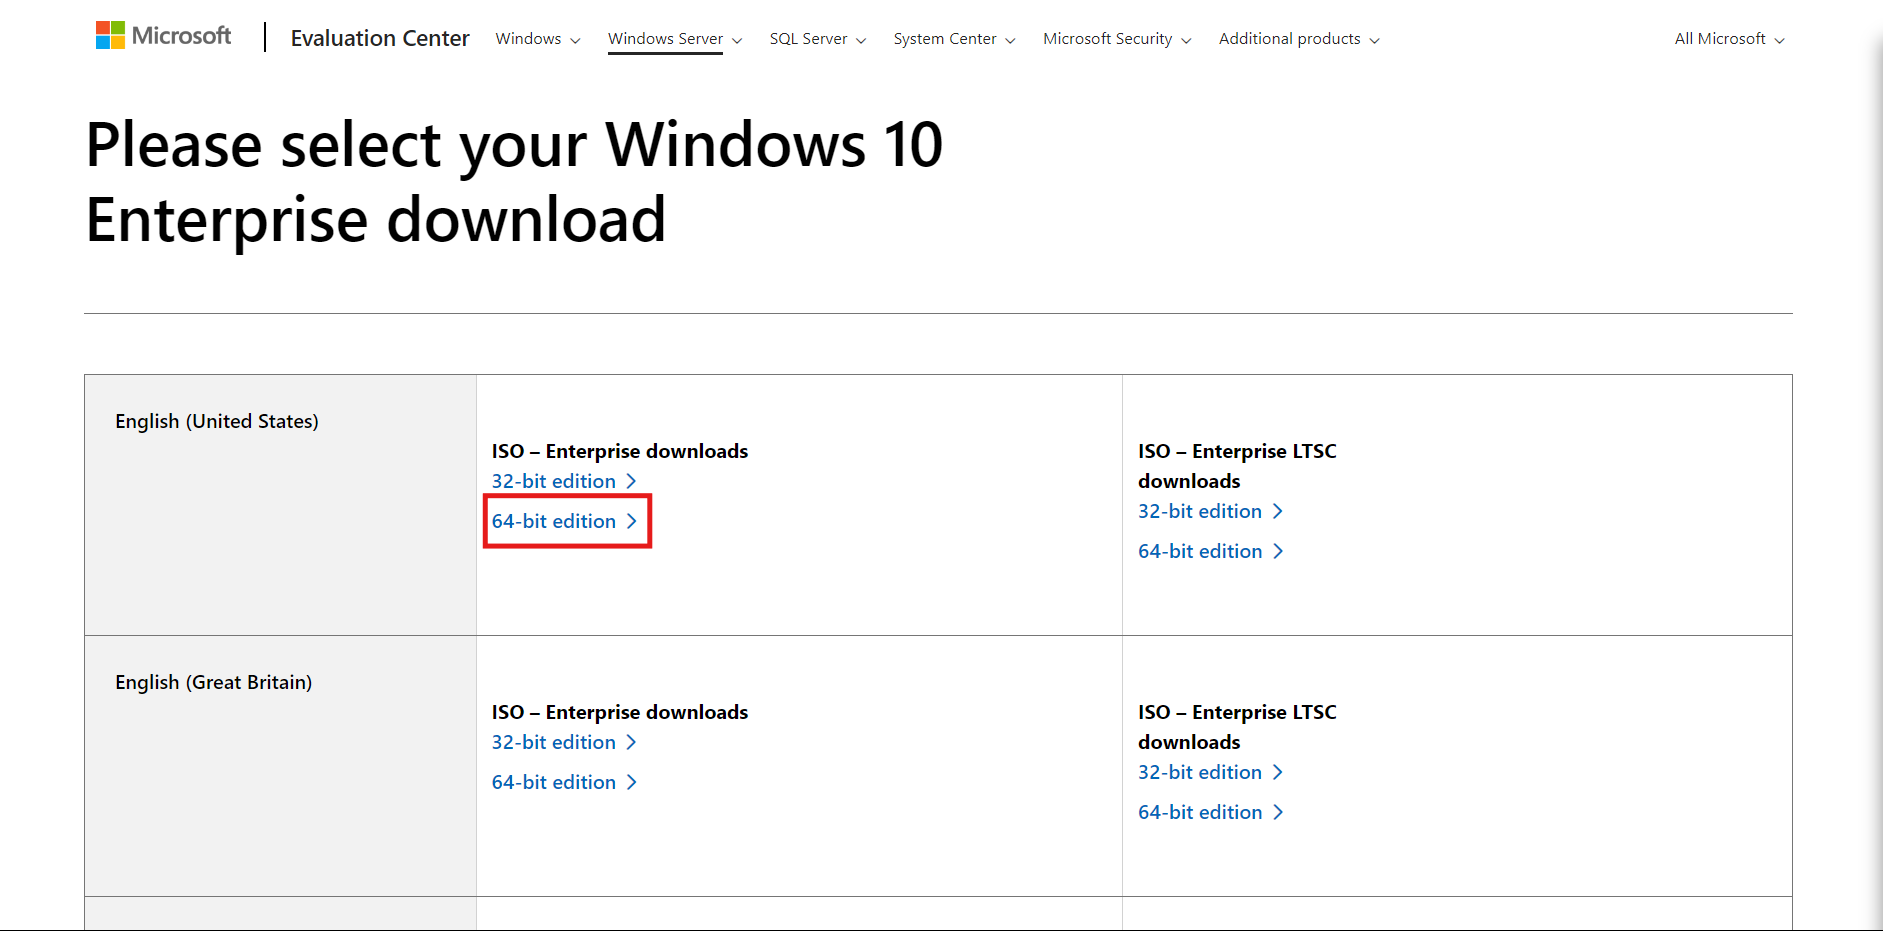 Microsoft Evaluation Center Windows Windows Server SQL Server System Center Microsoft Security Additional products All Microsoft
Please select your Windows 10
Enterprise download
English (United States)
ISO – Enterprise downloads
32-bit edition
64-bit edition
ISO – Enterprise LTSC
downloads
32-bit edition
64-bit edition
English (Great Britain)
ISO – Enterprise downloads
32-bit edition
64-bit edition
ISO – Enterprise LTSC
downloads
32-bit edition
64-bit edition